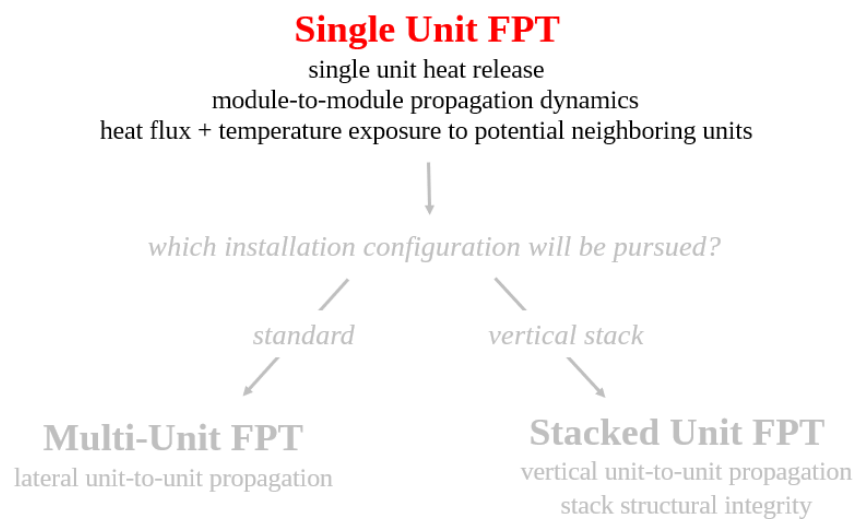 Single Unit FPT
single unit heat release
module-to-module propagation dynamics
heat flux + temperature exposure to potential neighboring units
which installation configuration will be pursued?
standard
vertical stack
Multi-Unit FPT
lateral unit-to-unit propagation
Stacked Unit FPT
vertical unit-to-unit propagation
stack structural integrity